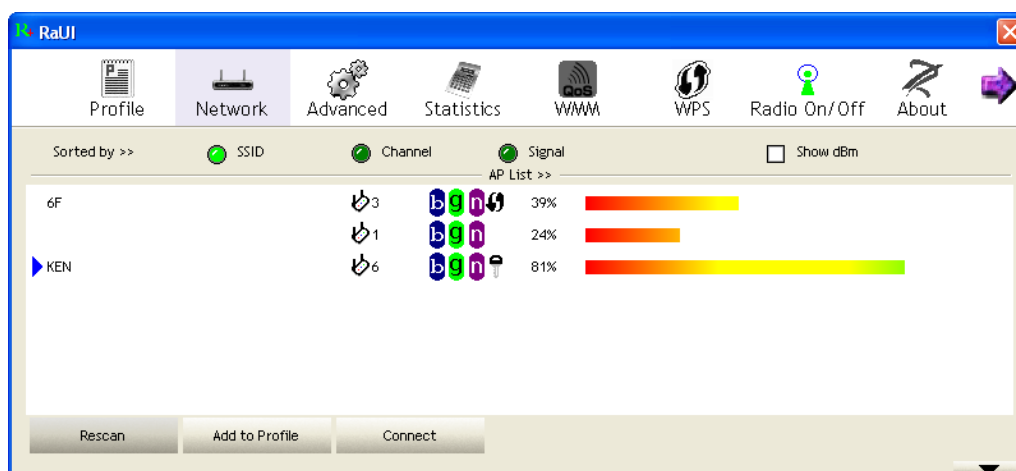 RaUI
Profile Network Advanced Statistics QoS WMM WPS Radio On/Off About
Sorted by >> SSID Channel Signal Show dBm
AP List >>
6F 3 b g n 39%
1 b g n 24%
KEN 6 b g n 81%
Rescan Add to Profile Connect